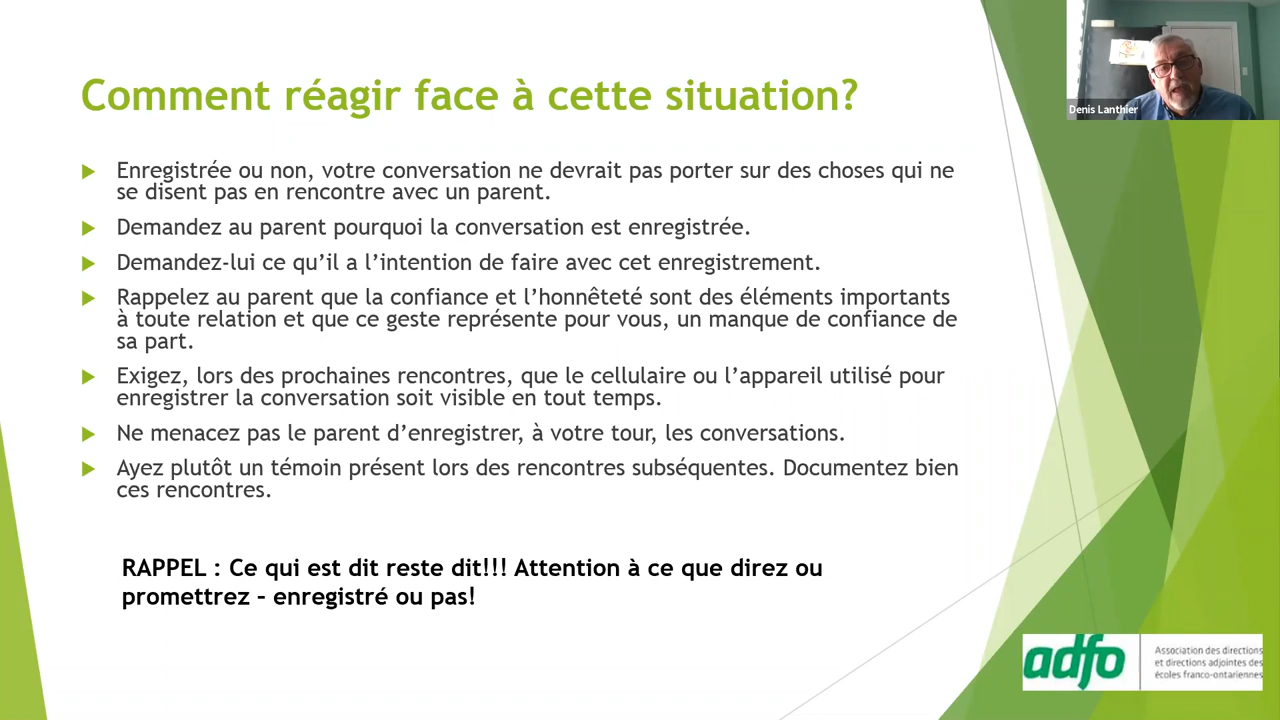 Comment réagir face à cette situation?
Denis Lanthier
Enregistrée ou non, votre conversation ne devrait pas porter sur des choses qui ne
se disent pas en rencontre avec un parent.
Demandez au parent pourquoi la conversation est enregistrée.
Demandez-lui ce qu’il a l’intention de faire avec cet enregistrement.
Rappelez au parent que la confiance et l’honnêteté sont des éléments importants
à toute relation et que ce geste représente pour vous, un manque de confiance de
sa part.
Exigez, lors des prochaines rencontres, que le cellulaire ou l’appareil utilisé pour
enregistrer la conversation soit visible en tout temps.
Ne menacez pas le parent d’enregistrer, à votre tour, les conversations.
Ayez plutôt un témoin présent lors des rencontres subséquentes. Documentez bien
ces rencontres.
RAPPEL : Ce qui est dit reste dit!!! Attention à ce que direz ou
promettrez – enregistré ou pas!
adfo
Association des directions
et directions adjointes des
écoles franco-ontariennes